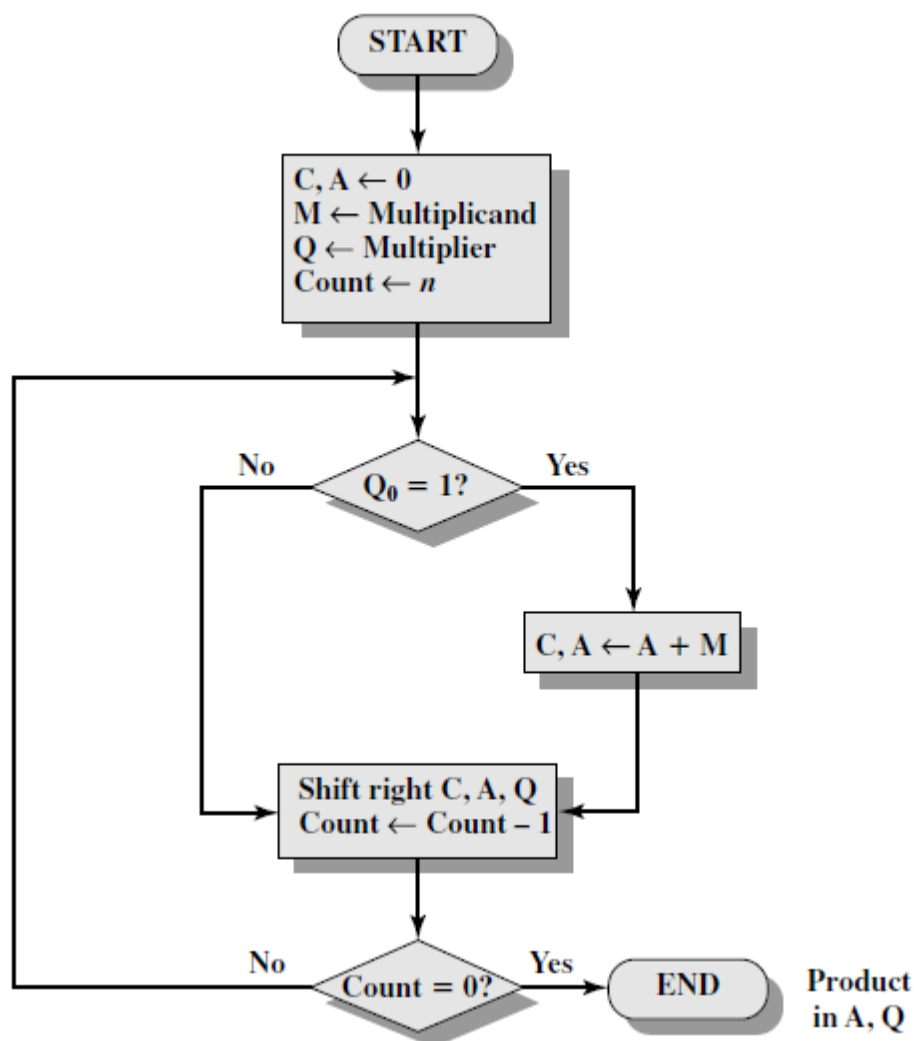 START
C, A ← 0
M ← Multiplicand
Q ← Multiplier
Count ← n
No
Q₀ = 1?
Yes
C, A ← A + M
Shift right C, A, Q
Count ← Count – 1
No
Count = 0?
Yes
END
Product
in A, Q